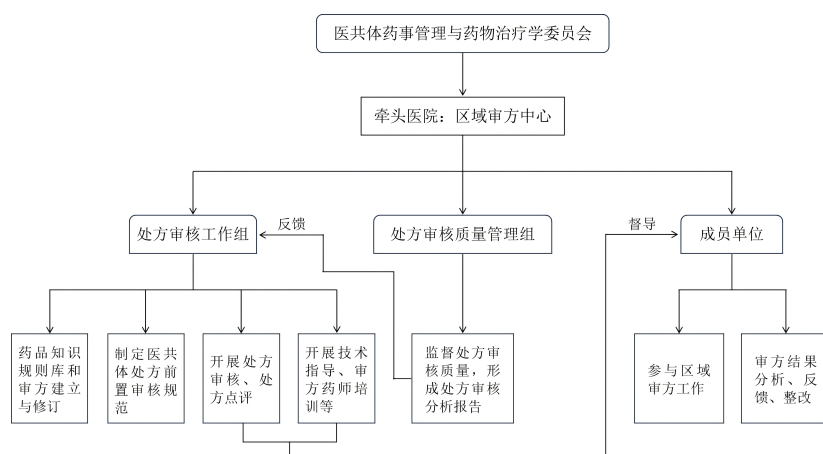 医共体药事管理与药物治疗学委员会
牵头医院：区域审方中心
反馈
督导
处方审核工作组
处方审核质量管理组
成员单位
药品知识
规则库和
审方建立
与修订
制定医共
体处方前
置审核规
范
开展处方
审核、处
方点评
开展技术
指导、审
方药师培
训等
监督处方审
核质量，形
成处方审核
分析报告
参与区域
审方工作
审方结果
分析、反
馈、整改